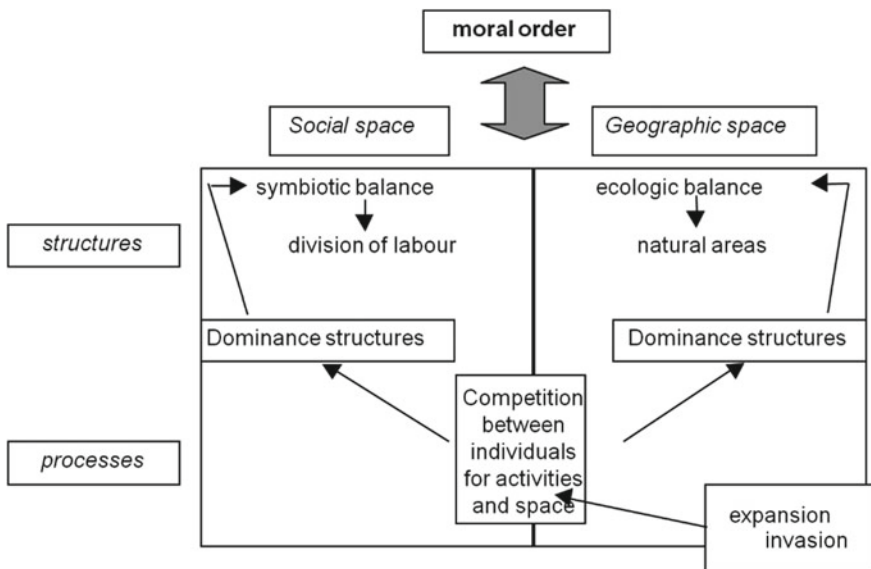 moral order
Social space
Geographic space
symbiotic balance
ecologic balance
structures
division of labour
natural areas
Dominance structures
Dominance structures
Competition
between
individuals
for activities
and space
processes
expansion
invasion